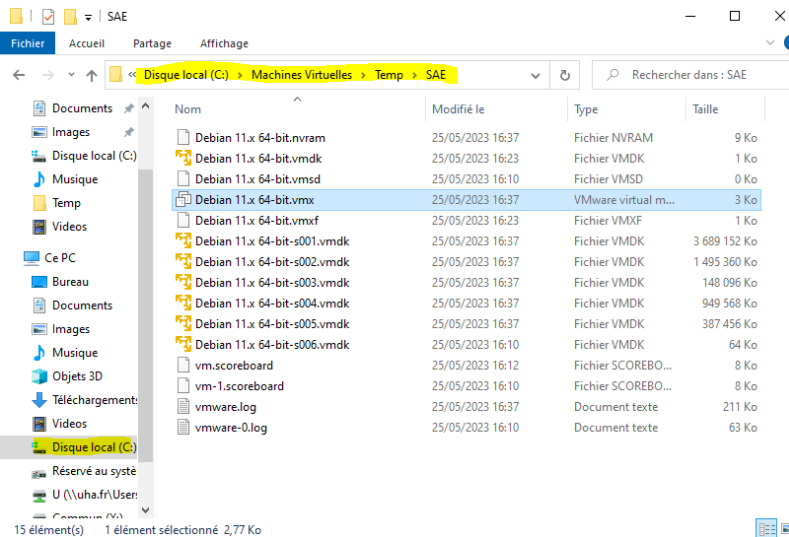 SAE
Fichier Accueil Partage Affichage
« Disque local (C:) > Machines Virtuelles > Temp > SAE Rechercher dans : SAE
Documents
Images
Disque local (C:)
Musique
Temp
Videos
Ce PC
Bureau
Documents
Images
Musique
Objets 3D
Téléchargements
Videos
Disque local (C:)
Réservé au systè
U (\\uha.fr\Users
Commun (Y:)
Nom Modifié le Type Taille
Debian 11.x 64-bit.nvram 25/05/2023 16:37 Fichier NVRAM 9 Ko
Debian 11.x 64-bit.vmdk 25/05/2023 16:23 Fichier VMDK 1 Ko
Debian 11.x 64-bit.vmsd 25/05/2023 16:10 Fichier VMSD 0 Ko
Debian 11.x 64-bit.vmx 25/05/2023 16:37 VMware virtual m... 3 Ko
Debian 11.x 64-bit.vmxf 25/05/2023 16:23 Fichier VMXF 1 Ko
Debian 11.x 64-bit-s001.vmdk 25/05/2023 16:37 Fichier VMDK 3 689 152 Ko
Debian 11.x 64-bit-s002.vmdk 25/05/2023 16:37 Fichier VMDK 1 495 360 Ko
Debian 11.x 64-bit-s003.vmdk 25/05/2023 16:37 Fichier VMDK 148 096 Ko
Debian 11.x 64-bit-s004.vmdk 25/05/2023 16:37 Fichier VMDK 949 568 Ko
Debian 11.x 64-bit-s005.vmdk 25/05/2023 16:37 Fichier VMDK 387 456 Ko
Debian 11.x 64-bit-s006.vmdk 25/05/2023 16:10 Fichier VMDK 64 Ko
vm.scoreboard 25/05/2023 16:12 Fichier SCOREBO... 8 Ko
vm-1.scoreboard 25/05/2023 16:10 Fichier SCOREBO... 8 Ko
vmware.log 25/05/2023 16:37 Document texte 211 Ko
vmware-0.log 25/05/2023 16:10 Document texte 63 Ko
15 élément(s) 1 élément sélectionné 2,77 Ko